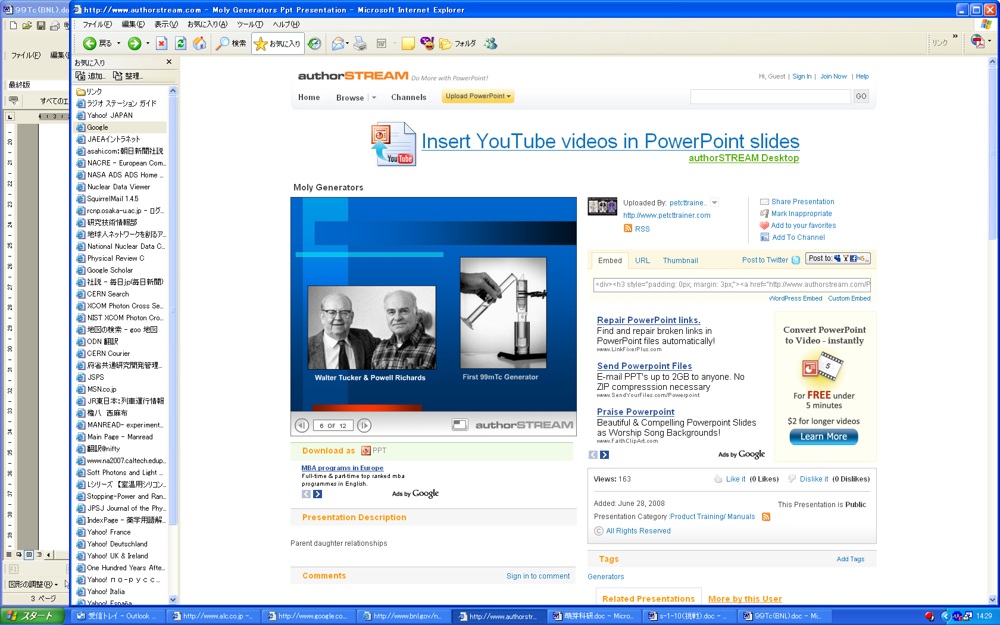 99Tc(BNL).do
http://www.authorstream.com - Moly Generators Ppt Presentation - Microsoft Internet Explorer
ファイル(F) 編集(E) 表示(V) お気に入り(A) ツール(T) ヘルプ(H)
戻る 検索 お気に入り フォルダ リンク »
ファイル(F) 編集(E
最終版
すべてのエ
お気に入り
追加... 整理...
リンク
ラジオ ステーション ガイド
Yahoo! JAPAN
Google
JAEAイントラネット
asahi.com：朝日新聞社説
NACRE - European Com...
NASA ADS ADS Home ...
Nuclear Data Viewer
SquirrelMail 1.4.5
rcnp.osaka-u.ac.jp - ログ...
研究技術情報部
地球人ネットワークを創るア...
National Nuclear Data C...
Physical Review C
Google Scholar
社説 - 毎日jp(毎日新聞)
CERN Search
XCOM Photon Cross Se...
NIST XCOM Photon Cro...
地図の検索 - goo 地図
ODN 翻訳
CERN Courier
府省共通研究開発管理...
JSPS
MSN.co.jp
JR東日本：列車運行情報
権八 西麻布
MANREAD- experiment...
Main Page - Manread
翻訳@nifty
www.na2007.caltech.edup...
Soft Photons and Light ...
Lシリーズ 【室温用シリコン...
Stopping-Power and Ran...
JPSJ Journal of the Phy...
IndexPage - 薬学用語解...
Yahoo! France
Yahoo! Deutschland
Yahoo! UK & Ireland
One Hundred Years Afte...
Yahoo! по-русс...
Yahoo! Italia
Yahoo! España
authorSTREAM Do More with PowerPoint!
Hi, Guest | Sign In | Join Now | Help
Home Browse Channels Upload PowerPoint GO
Insert YouTube videos in PowerPoint slides
authorSTREAM Desktop
You Tube
Moly Generators
Walter Tucker & Powell Richards
First 99mTc Generator
6 OF 12
authorSTREAM
Download as PPT
MBA programs in Europe
Full-time & part-time top ranked mba
programmes in English.
Ads by Google
Presentation Description
Parent daughter relationships
Comments
Sign in to comment
Uploaded By: petcttraine..
http://www.petcttrainer.com
RSS
Share Presentation
Mark Inappropriate
Add to your favorites
Add To Channel
Embed URL Thumbnail Post to Twitter Post to: hi5...
<div><h3 style="padding: 0px; margin: 3px;"><a href="http://www.authorstream.com/P
WordPress Embed Custom Embed
Repair PowerPoint links.
Find and repair broken links in
PowerPoint files automatically!
www.LinkFixerPlus.com
Send Powerpoint Files
E-mail PPT's up to 2GB to anyone. No
ZIP compresssion necessary
www.SendYourFiles.com/Powerpoint
Praise Powerpoint
Beautiful & Compelling Powerpoint Slides
as Worship Song Backgrounds!
www.FaithClipArt.com
Ads by Google
Convert PowerPoint
to Video - instantly
5
For FREE under
5 minutes
$2 for longer videos
Learn More
Views: 163
Like it (0 Likes) Dislike it (0 Dislikes)
Added: June 28, 2008
This Presentation is Public
Presentation Category :Product Training/ Manuals
© All Rights Reserved
Tags
Add Tags
Generators
Related Presentations More by this User
図形の調整(R)
3 ページ
スタート 受信トレイ - Outlook ... http://www.alc.co.jp -... http://www.google.co.... http://www.bnl.gov/n... http://www.authorstr... 萌芽科研.doc - Micro... s-1-10(挑戦).doc - ... 99Tc(BNL).doc - Mi... 14:29